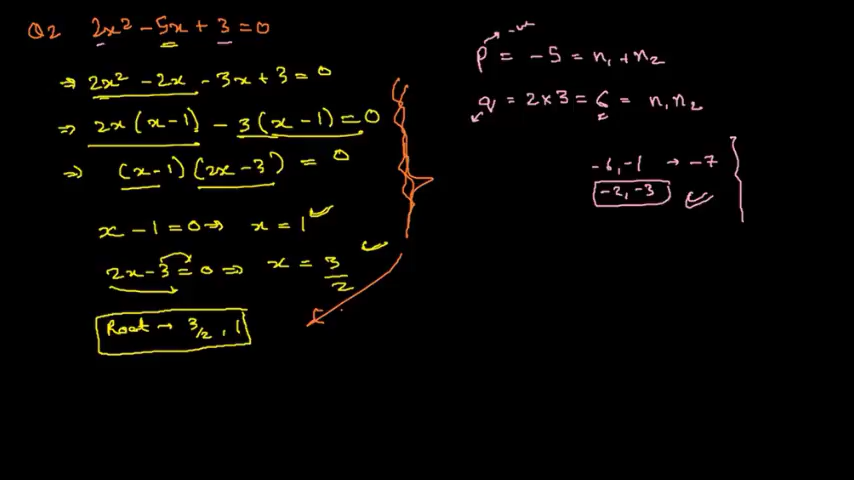 Q2 2x² - 5x + 3 = 0
⇒ 2x² - 2x - 3x + 3 = 0
⇒ 2x(x-1) - 3(x-1) = 0
⇒ (x-1)(2x-3) = 0
x - 1 = 0 ⇒ x = 1
2x - 3 = 0 ⇒ x = 3/2
Root → 3/2, 1
p = -5 = n₁ + n₂
q = 2×3 = 6 = n₁n₂
-6, -1 → -7
-2, -3